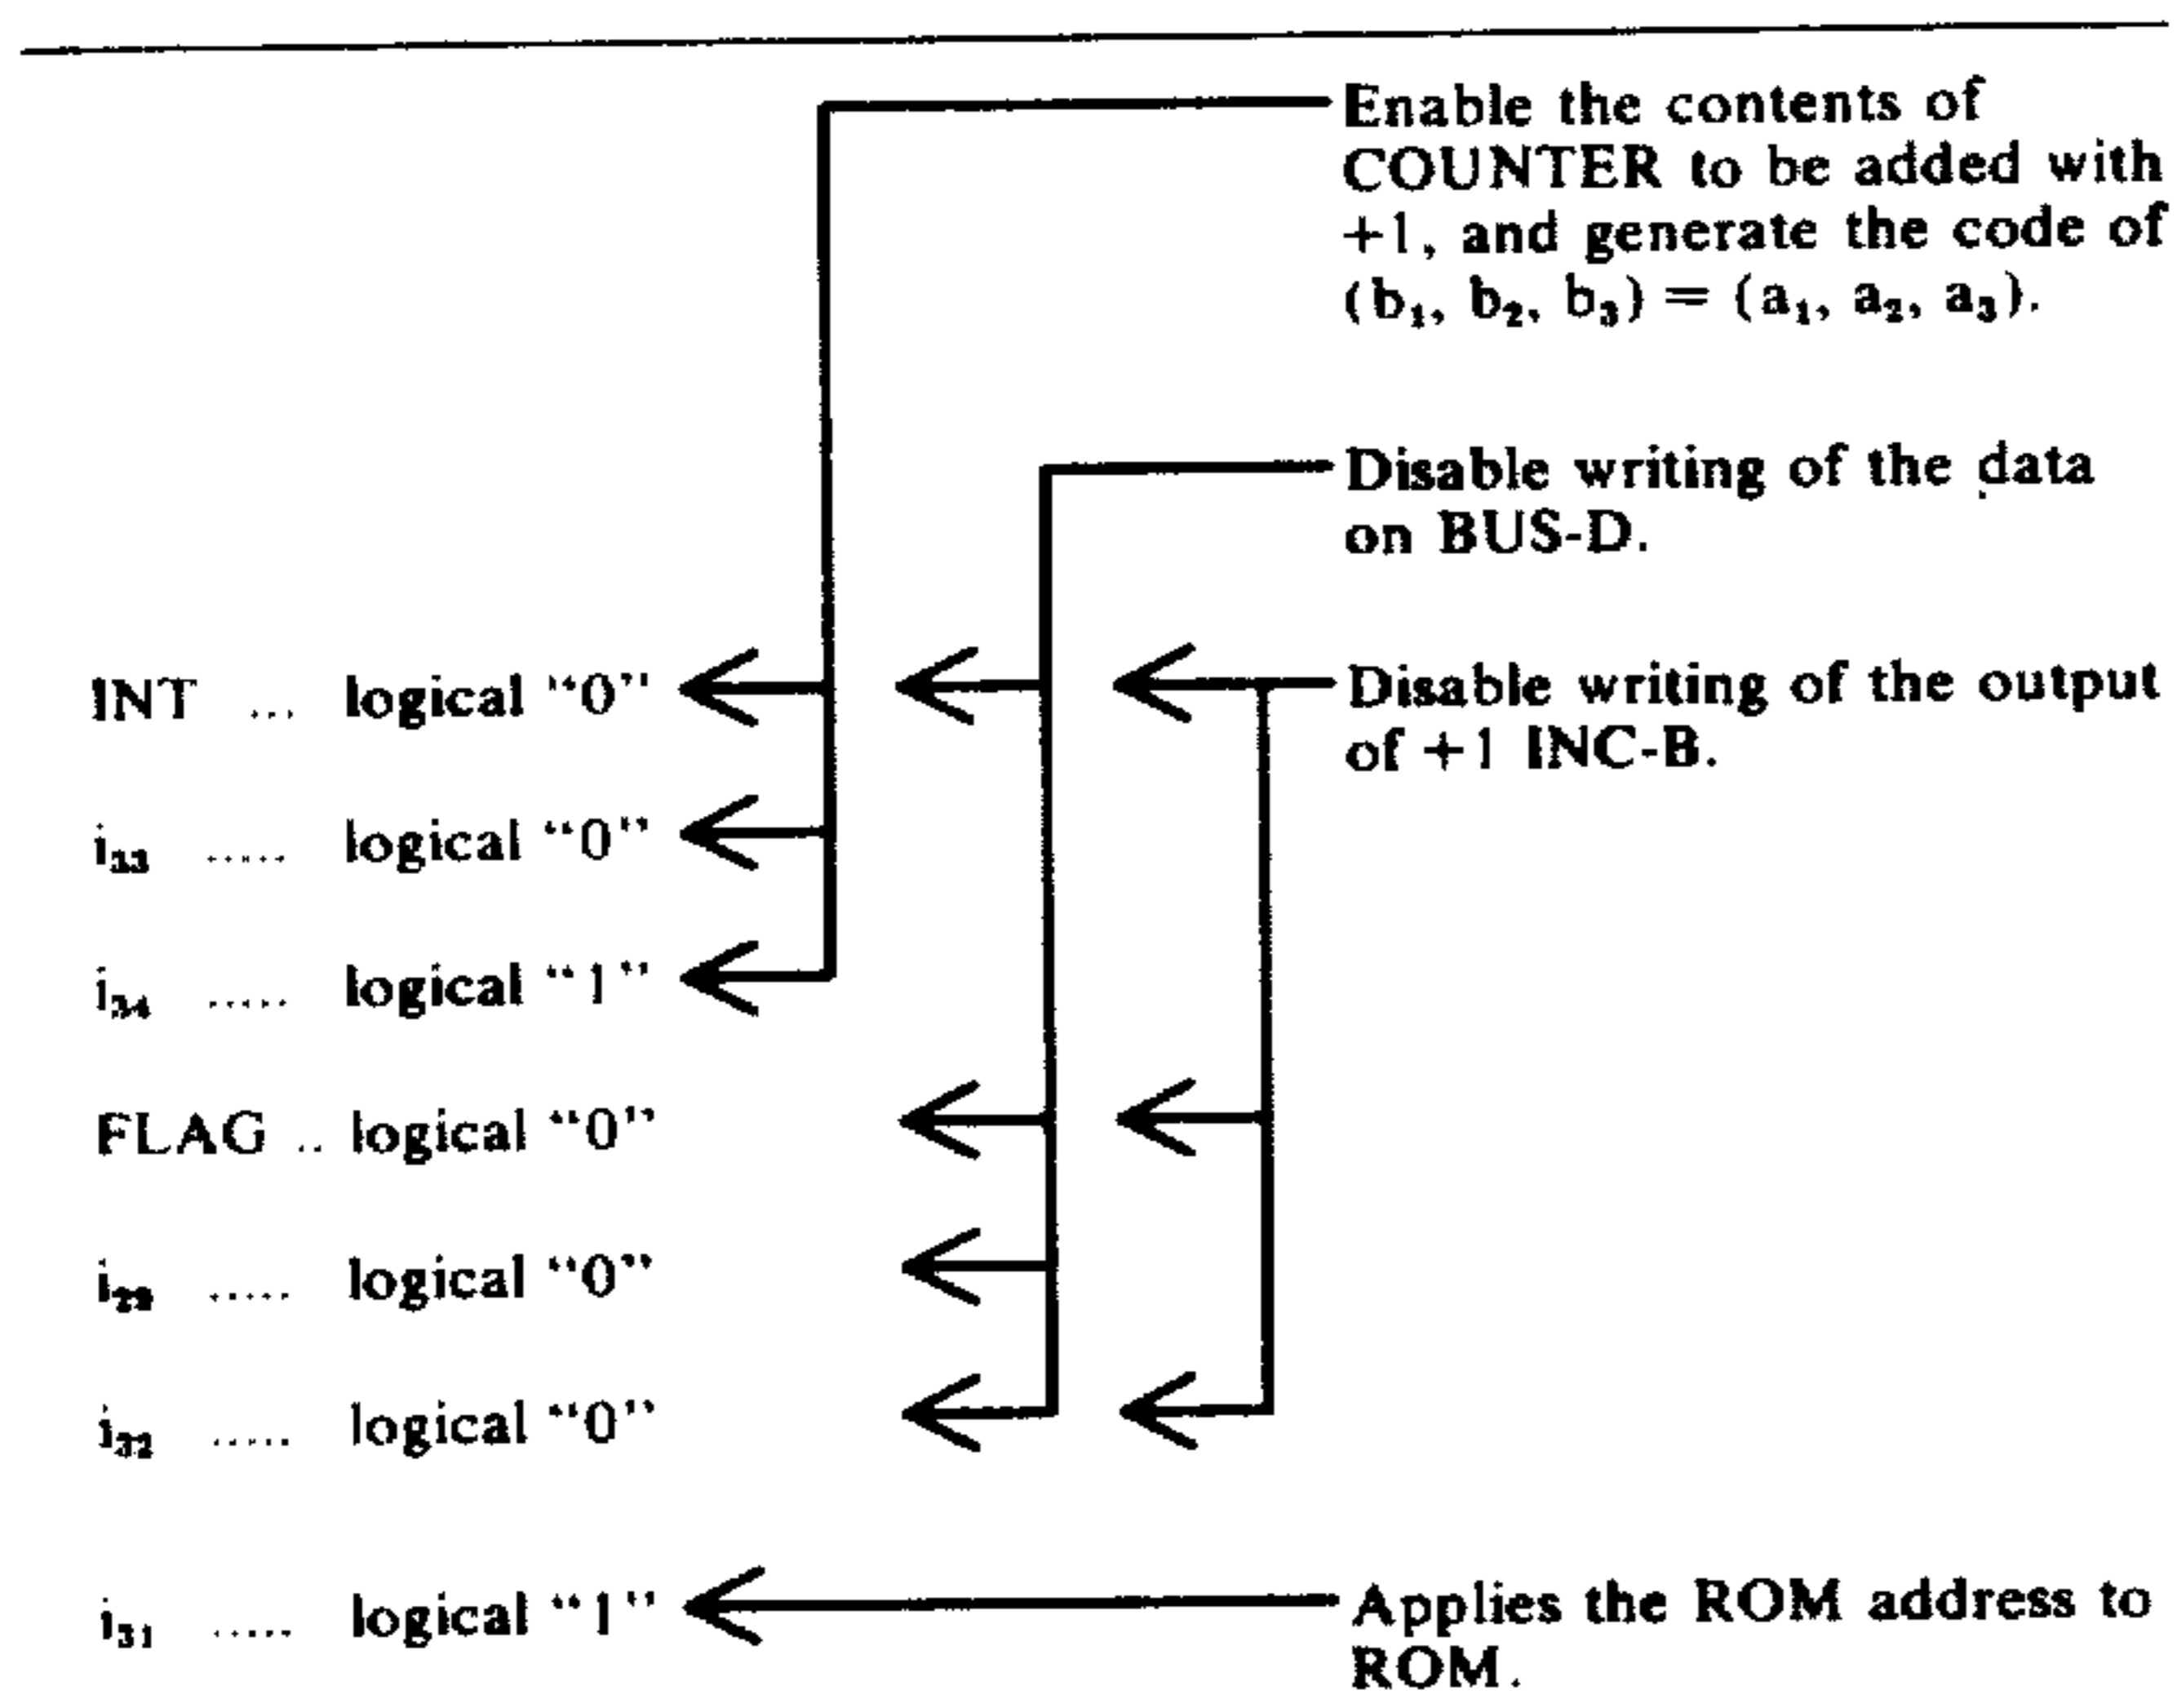 Enable the contents of
COUNTER to be added with
+1, and generate the code of
(b₁, b₂, b₃) = (a₁, a₂, a₃).
Disable writing of the data
on BUS-D.
INT ... logical “0”
Disable writing of the output
of +1 INC-B.
i₃₃ ..... logical “0”
i₃₄ ..... logical “1”
FLAG .. logical “0”
i₂₉ ..... logical “0”
i₃₂ ..... logical “0”
i₃₁ ..... logical “1”
Applies the ROM address to
ROM.